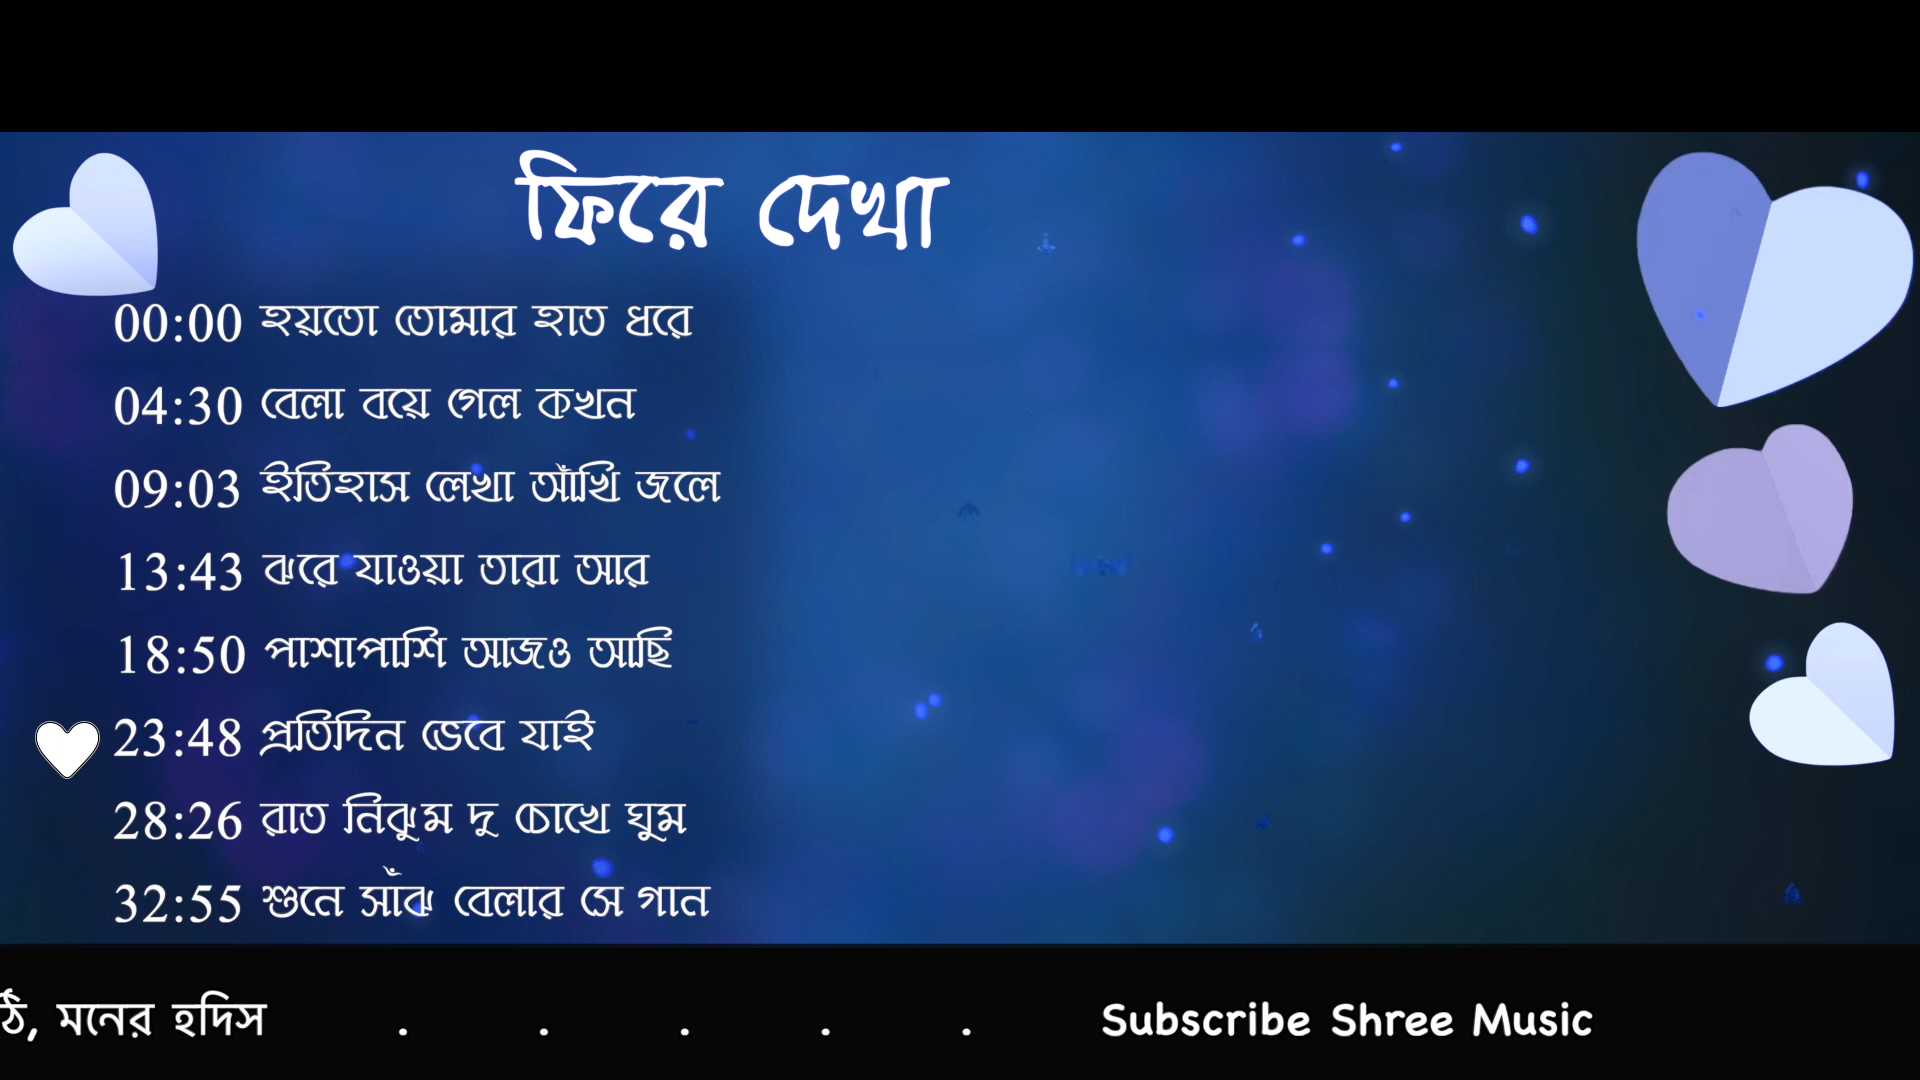 ফিরে দেখা
00:00 হয়তো তোমার হাত ধরে
04:30 বেলা বয়ে গেল কখন
09:03 ইতিহাস লেখা আঁখি জলে
13:43 ঝরে যাওয়া তারা আর
18:50 পাশাপাশি আজও আছি
23:48 প্রতিদিন ভেবে যাই
28:26 রাত নিঝুম দু চোখে ঘুম
32:55 শুনে সাঁঝ বেলার সে গান
মনের হদিস . . . . . Subscribe Shree Music